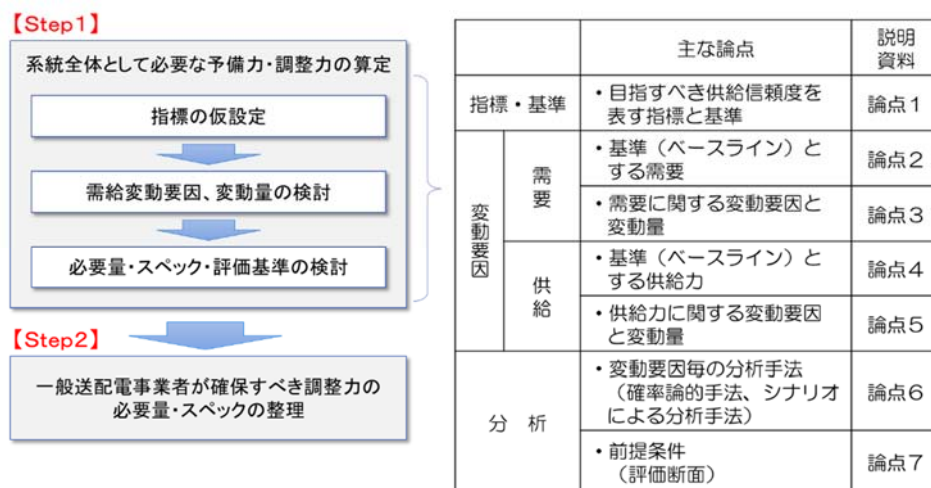 【Step1】
系統全体として必要な予備力・調整力の算定
指標の仮設定
需給変動要因、変動量の検討
必要量・スペック・評価基準の検討
【Step2】
一般送配電事業者が確保すべき調整力の
必要量・スペックの整理
主な論点
説明
資料
指標・基準
・目指すべき供給信頼度を
表す指標と基準
論点1
変動要因
需要
・基準（ベースライン）と
する需要
論点2
・需要に関する変動要因と
変動量
論点3
供給
・基準（ベースライン）と
する供給力
論点4
・供給力に関する変動要因
と変動量
論点5
分 析
・変動要因毎の分析手法
（確率論的手法、シナリオ
による分析手法）
論点6
・前提条件
（評価断面）
論点7